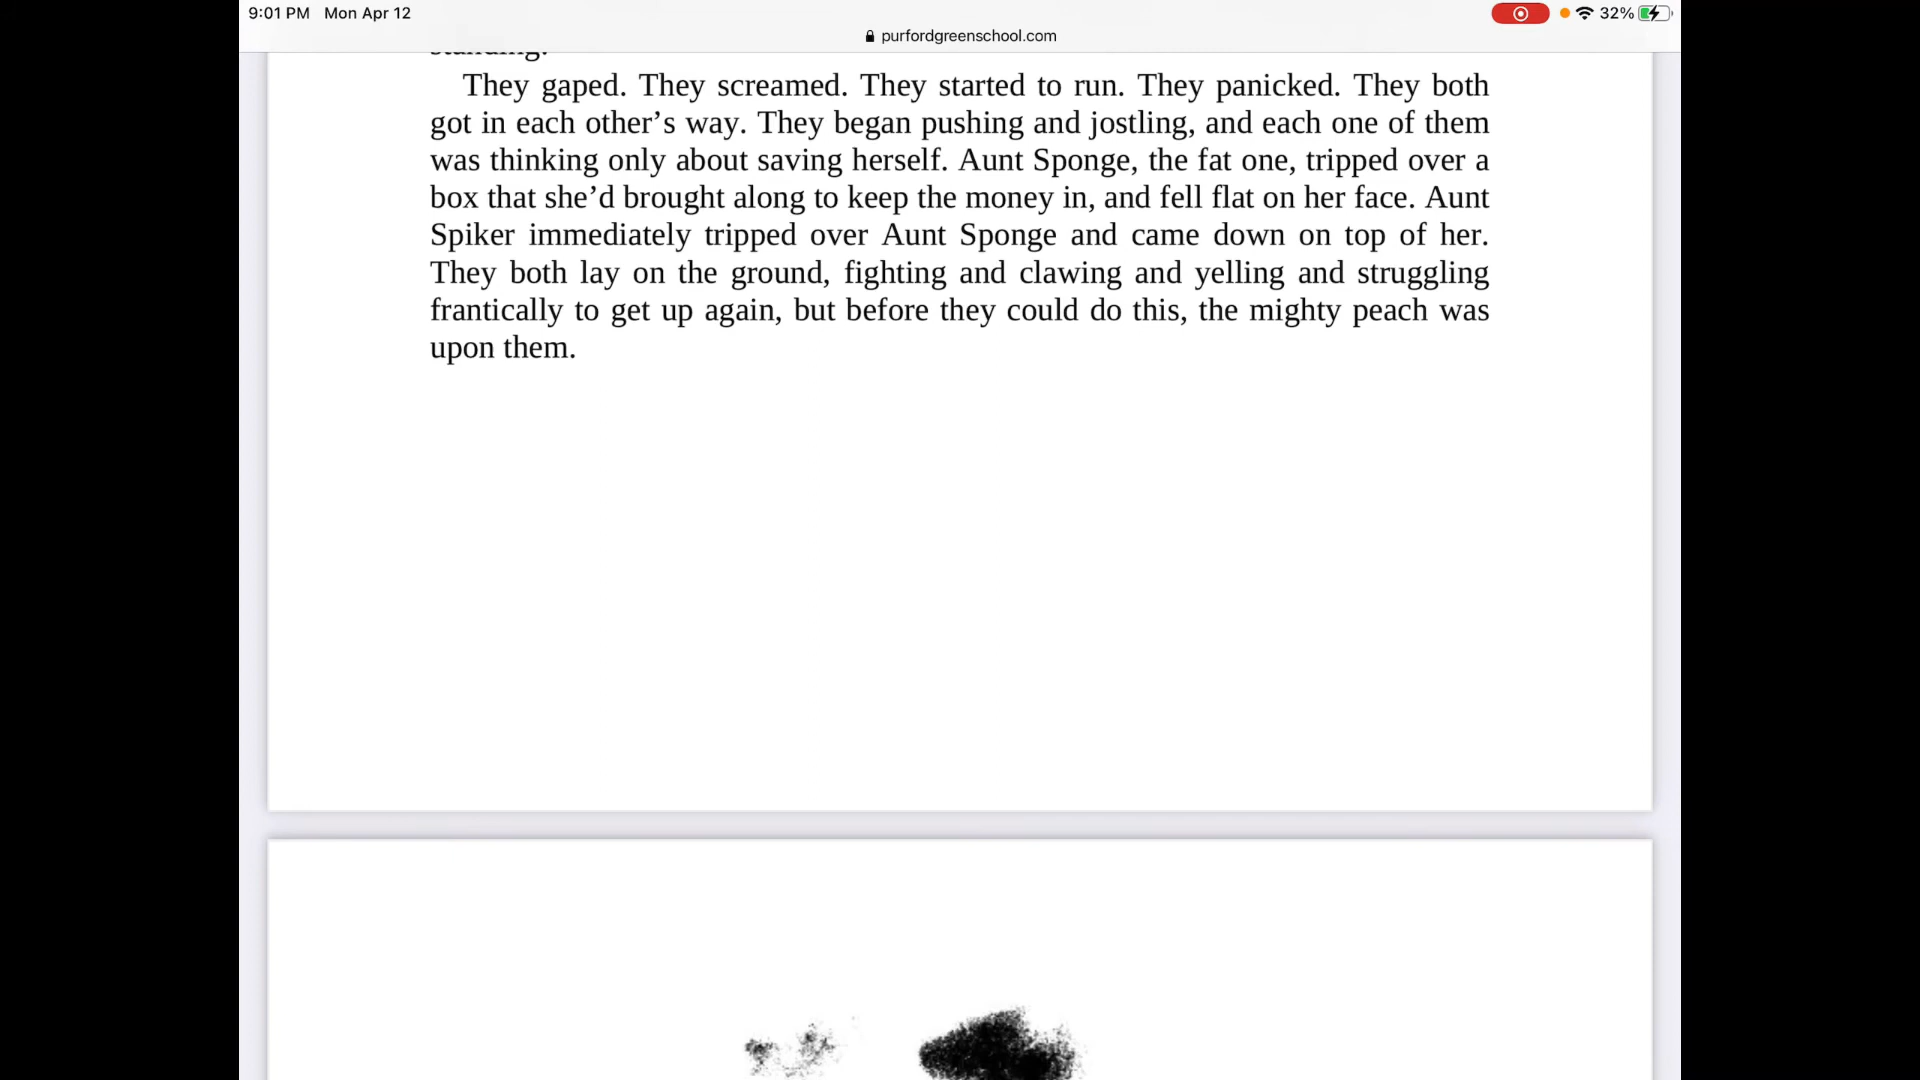 9:01 PM Mon Apr 12
32%
purfordgreenschool.com
standing.
They gaped. They screamed. They started to run. They panicked. They both
got in each other’s way. They began pushing and jostling, and each one of them
was thinking only about saving herself. Aunt Sponge, the fat one, tripped over a
box that she’d brought along to keep the money in, and fell flat on her face. Aunt
Spiker immediately tripped over Aunt Sponge and came down on top of her.
They both lay on the ground, fighting and clawing and yelling and struggling
frantically to get up again, but before they could do this, the mighty peach was
upon them.